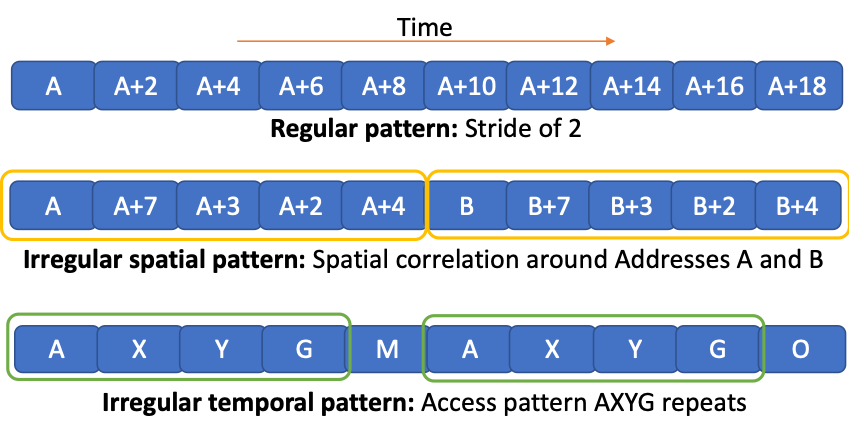 Time
A A+2 A+4 A+6 A+8 A+10 A+12 A+14 A+16 A+18
Regular pattern: Stride of 2
A A+7 A+3 A+2 A+4 B B+7 B+3 B+2 B+4
Irregular spatial pattern: Spatial correlation around Addresses A and B
A X Y G M A X Y G O
Irregular temporal pattern: Access pattern AXYG repeats